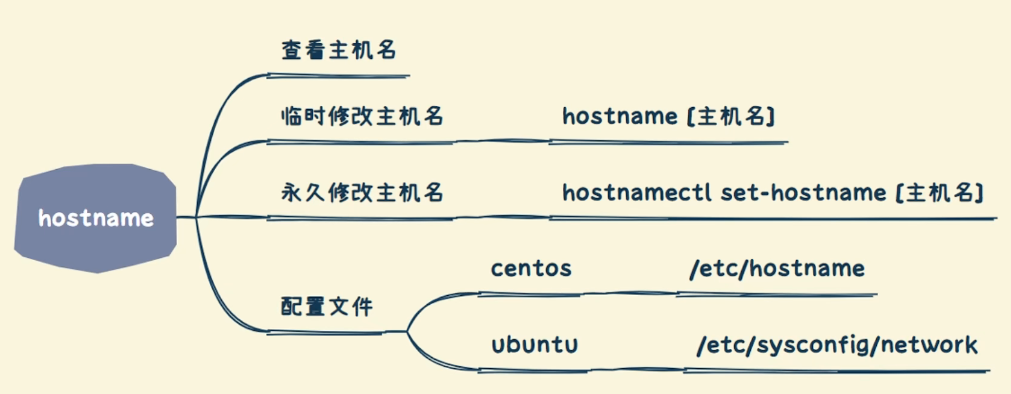 hostname
查看主机名
临时修改主机名
hostname [主机名]
永久修改主机名
hostnamectl set-hostname [主机名]
配置文件
centos
/etc/hostname
ubuntu
/etc/sysconfig/network